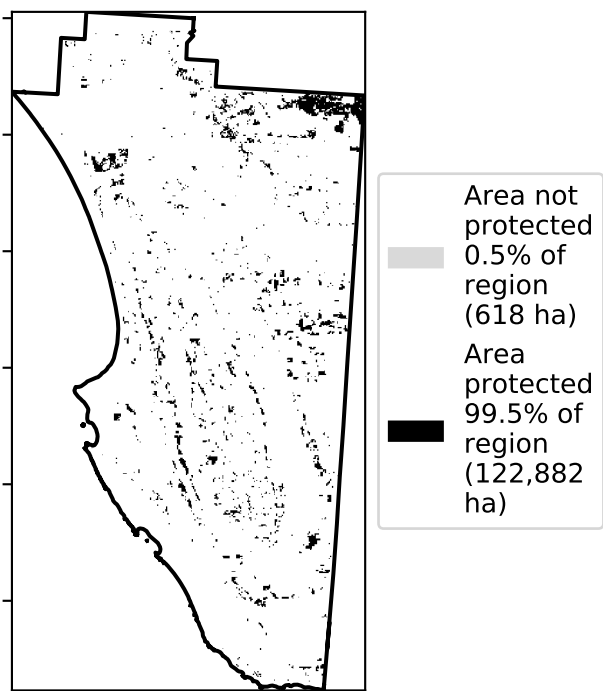 Area not
protected
0.5% of
region
(618 ha)
Area
protected
99.5% of
region
(122,882
ha)